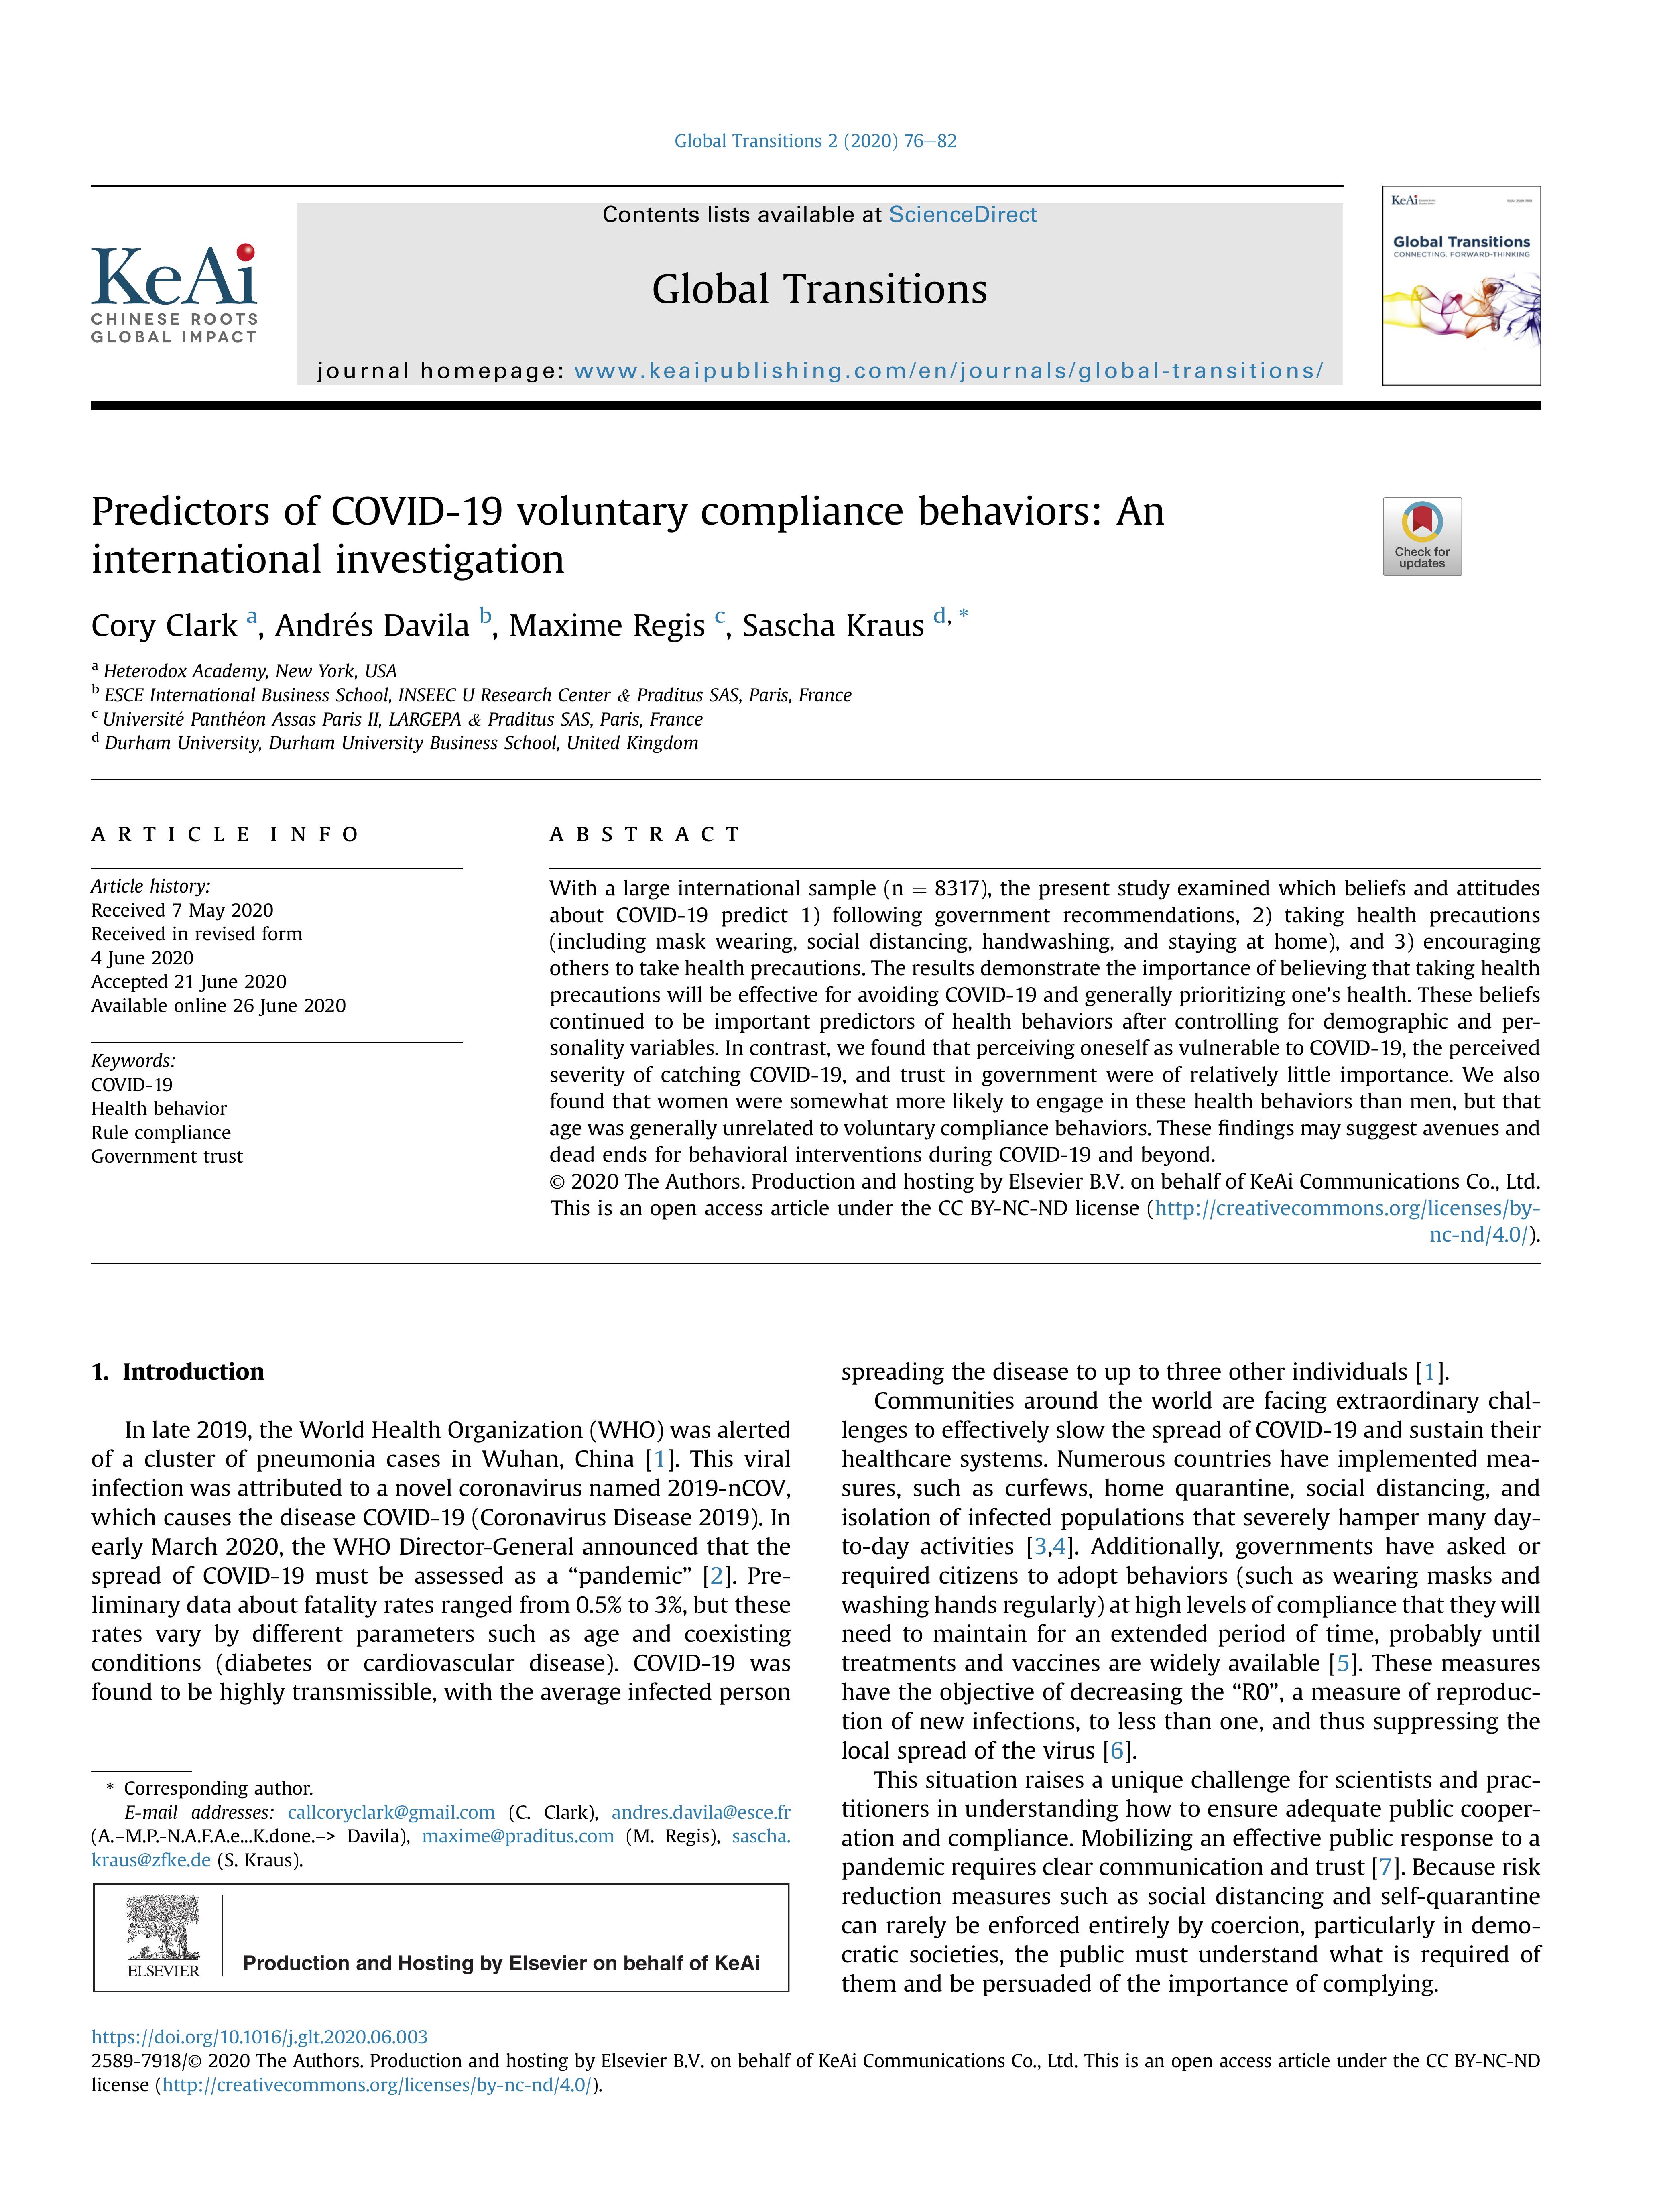 Global Transitions 2 (2020) 76–82
KeAi
CHINESE ROOTS
GLOBAL IMPACT
Contents lists available at ScienceDirect
Global Transitions
journal homepage: www.keaipublishing.com/en/journals/global-transitions/
KeAi
Global Transitions
CONNECTING. FORWARD-THINKING
Predictors of COVID-19 voluntary compliance behaviors: An
international investigation
Check for
updates
Cory Clark a, Andrés Davila b, Maxime Regis c, Sascha Kraus d, *
a Heterodox Academy, New York, USA
b ESCE International Business School, INSEEC U Research Center & Praditus SAS, Paris, France
c Université Panthéon Assas Paris II, LARGEPA & Praditus SAS, Paris, France
d Durham University, Durham University Business School, United Kingdom
ARTICLE INFO
Article history:
Received 7 May 2020
Received in revised form
4 June 2020
Accepted 21 June 2020
Available online 26 June 2020
Keywords:
COVID-19
Health behavior
Rule compliance
Government trust
ABSTRACT
With a large international sample (n = 8317), the present study examined which beliefs and attitudes
about COVID-19 predict 1) following government recommendations, 2) taking health precautions
(including mask wearing, social distancing, handwashing, and staying at home), and 3) encouraging
others to take health precautions. The results demonstrate the importance of believing that taking health
precautions will be effective for avoiding COVID-19 and generally prioritizing one's health. These beliefs
continued to be important predictors of health behaviors after controlling for demographic and per-
sonality variables. In contrast, we found that perceiving oneself as vulnerable to COVID-19, the perceived
severity of catching COVID-19, and trust in government were of relatively little importance. We also
found that women were somewhat more likely to engage in these health behaviors than men, but that
age was generally unrelated to voluntary compliance behaviors. These findings may suggest avenues and
dead ends for behavioral interventions during COVID-19 and beyond.
© 2020 The Authors. Production and hosting by Elsevier B.V. on behalf of KeAi Communications Co., Ltd.
This is an open access article under the CC BY-NC-ND license (http://creativecommons.org/licenses/by-
nc-nd/4.0/).
1. Introduction
In late 2019, the World Health Organization (WHO) was alerted
of a cluster of pneumonia cases in Wuhan, China [1]. This viral
infection was attributed to a novel coronavirus named 2019-nCOV,
which causes the disease COVID-19 (Coronavirus Disease 2019). In
early March 2020, the WHO Director-General announced that the
spread of COVID-19 must be assessed as a “pandemic” [2]. Pre-
liminary data about fatality rates ranged from 0.5% to 3%, but these
rates vary by different parameters such as age and coexisting
conditions (diabetes or cardiovascular disease). COVID-19 was
found to be highly transmissible, with the average infected person
* Corresponding author.
E-mail addresses: callcoryclark@gmail.com (C. Clark), andres.davila@esce.fr
(A.–M.P.-N.A.F.A.e...K.done.–> Davila), maxime@praditus.com (M. Regis), sascha.
kraus@zfke.de (S. Kraus).
ELSEVIER
Production and Hosting by Elsevier on behalf of KeAi
spreading the disease to up to three other individuals [1].
Communities around the world are facing extraordinary chal-
lenges to effectively slow the spread of COVID-19 and sustain their
healthcare systems. Numerous countries have implemented mea-
sures, such as curfews, home quarantine, social distancing, and
isolation of infected populations that severely hamper many day-
to-day activities [3,4]. Additionally, governments have asked or
required citizens to adopt behaviors (such as wearing masks and
washing hands regularly) at high levels of compliance that they will
need to maintain for an extended period of time, probably until
treatments and vaccines are widely available [5]. These measures
have the objective of decreasing the “R0”, a measure of reproduc-
tion of new infections, to less than one, and thus suppressing the
local spread of the virus [6].
This situation raises a unique challenge for scientists and prac-
titioners in understanding how to ensure adequate public cooper-
ation and compliance. Mobilizing an effective public response to a
pandemic requires clear communication and trust [7]. Because risk
reduction measures such as social distancing and self-quarantine
can rarely be enforced entirely by coercion, particularly in demo-
cratic societies, the public must understand what is required of
them and be persuaded of the importance of complying.
https://doi.org/10.1016/j.glt.2020.06.003
2589-7918/© 2020 The Authors. Production and hosting by Elsevier B.V. on behalf of KeAi Communications Co., Ltd. This is an open access article under the CC BY-NC-ND
license (http://creativecommons.org/licenses/by-nc-nd/4.0/).